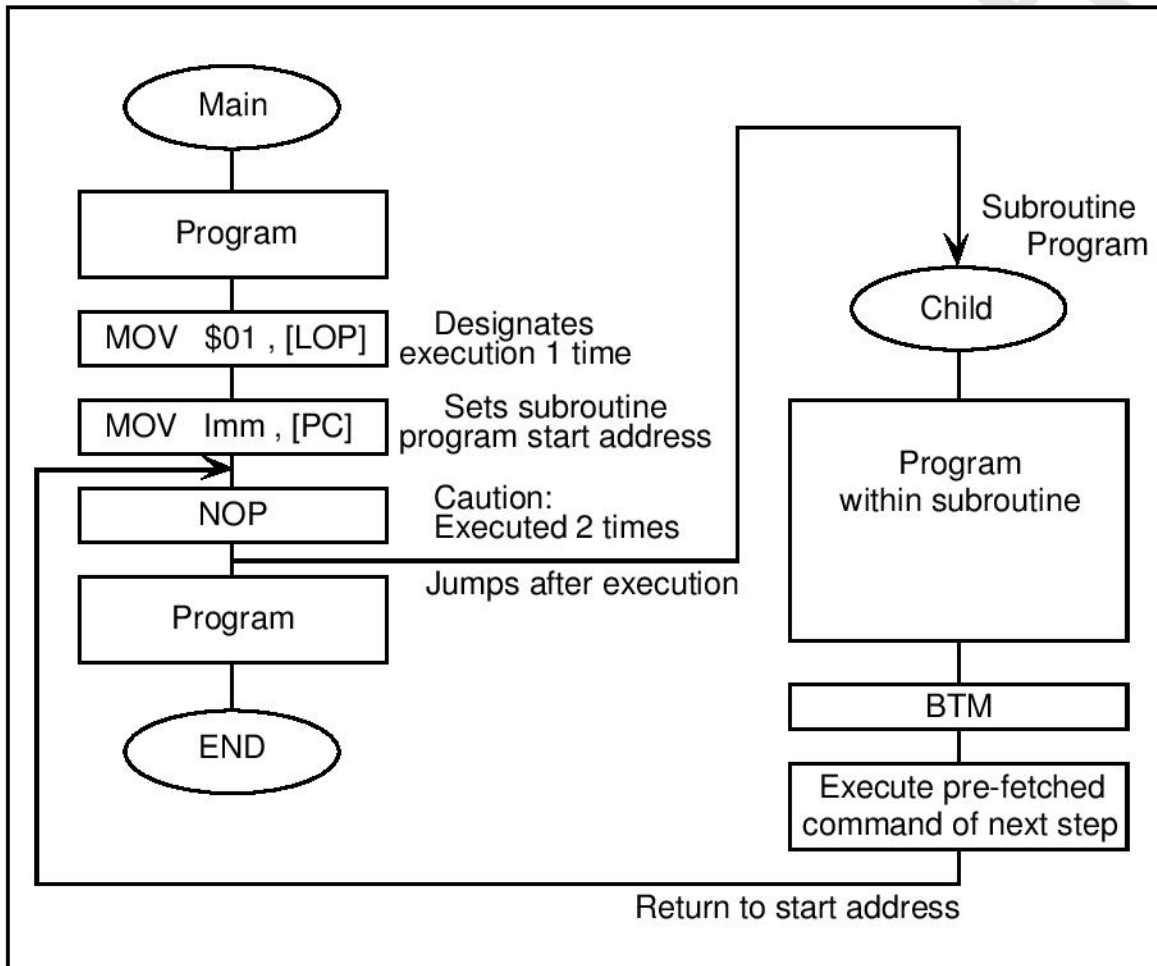 Main
Program
MOV $01 , [LOP]
Designates
execution 1 time
MOV Imm , [PC]
Sets subroutine
program start address
NOP
Caution:
Executed 2 times
Jumps after execution
Program
END
Subroutine
Program
Child
Program
within subroutine
BTM
Execute pre-fetched
command of next step
Return to start address